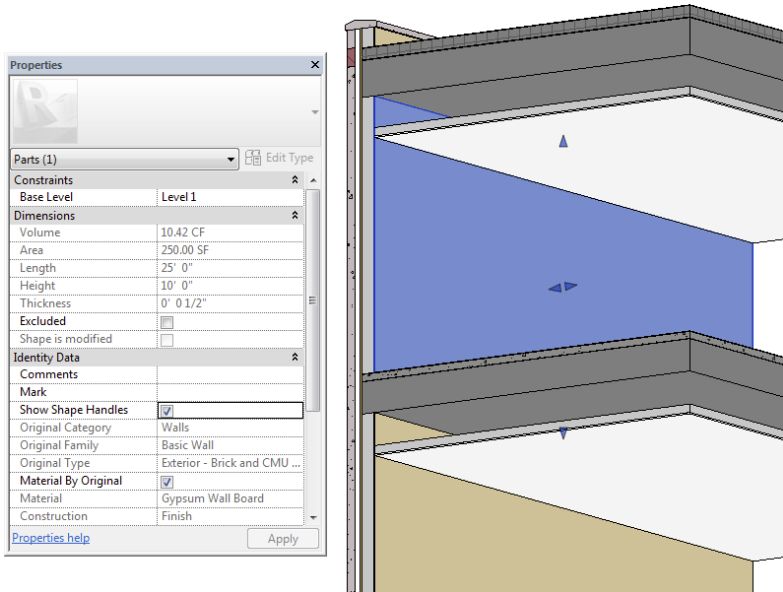 Properties
Parts (1)
Edit Type
Constraints
Base Level Level 1
Dimensions
Volume 10.42 CF
Area 250.00 SF
Length 25' 0"
Height 10' 0"
Thickness 0' 0 1/2"
Excluded
Shape is modified
Identity Data
Comments
Mark
Show Shape Handles
Original Category Walls
Original Family Basic Wall
Original Type Exterior - Brick and CMU ...
Material By Original
Material Gypsum Wall Board
Construction Finish
Properties help Apply